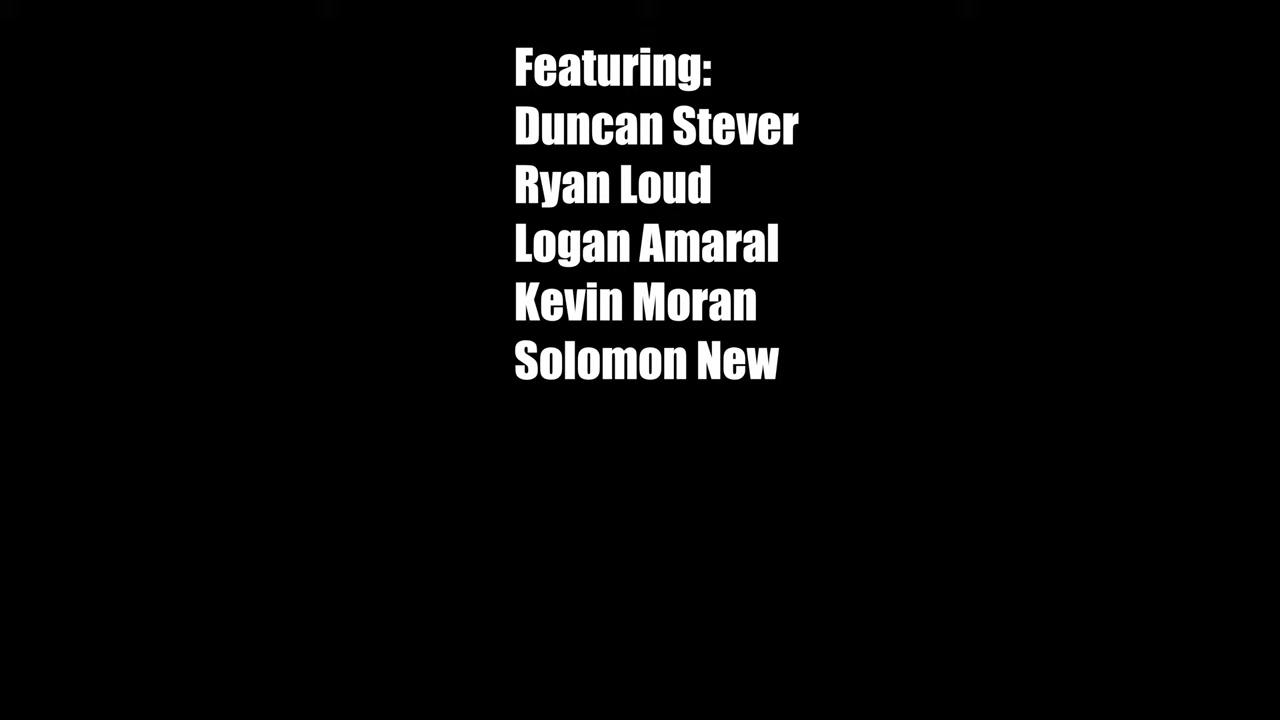 Featuring:
Duncan Stever
Ryan Loud
Logan Amaral
Kevin Moran
Solomon New